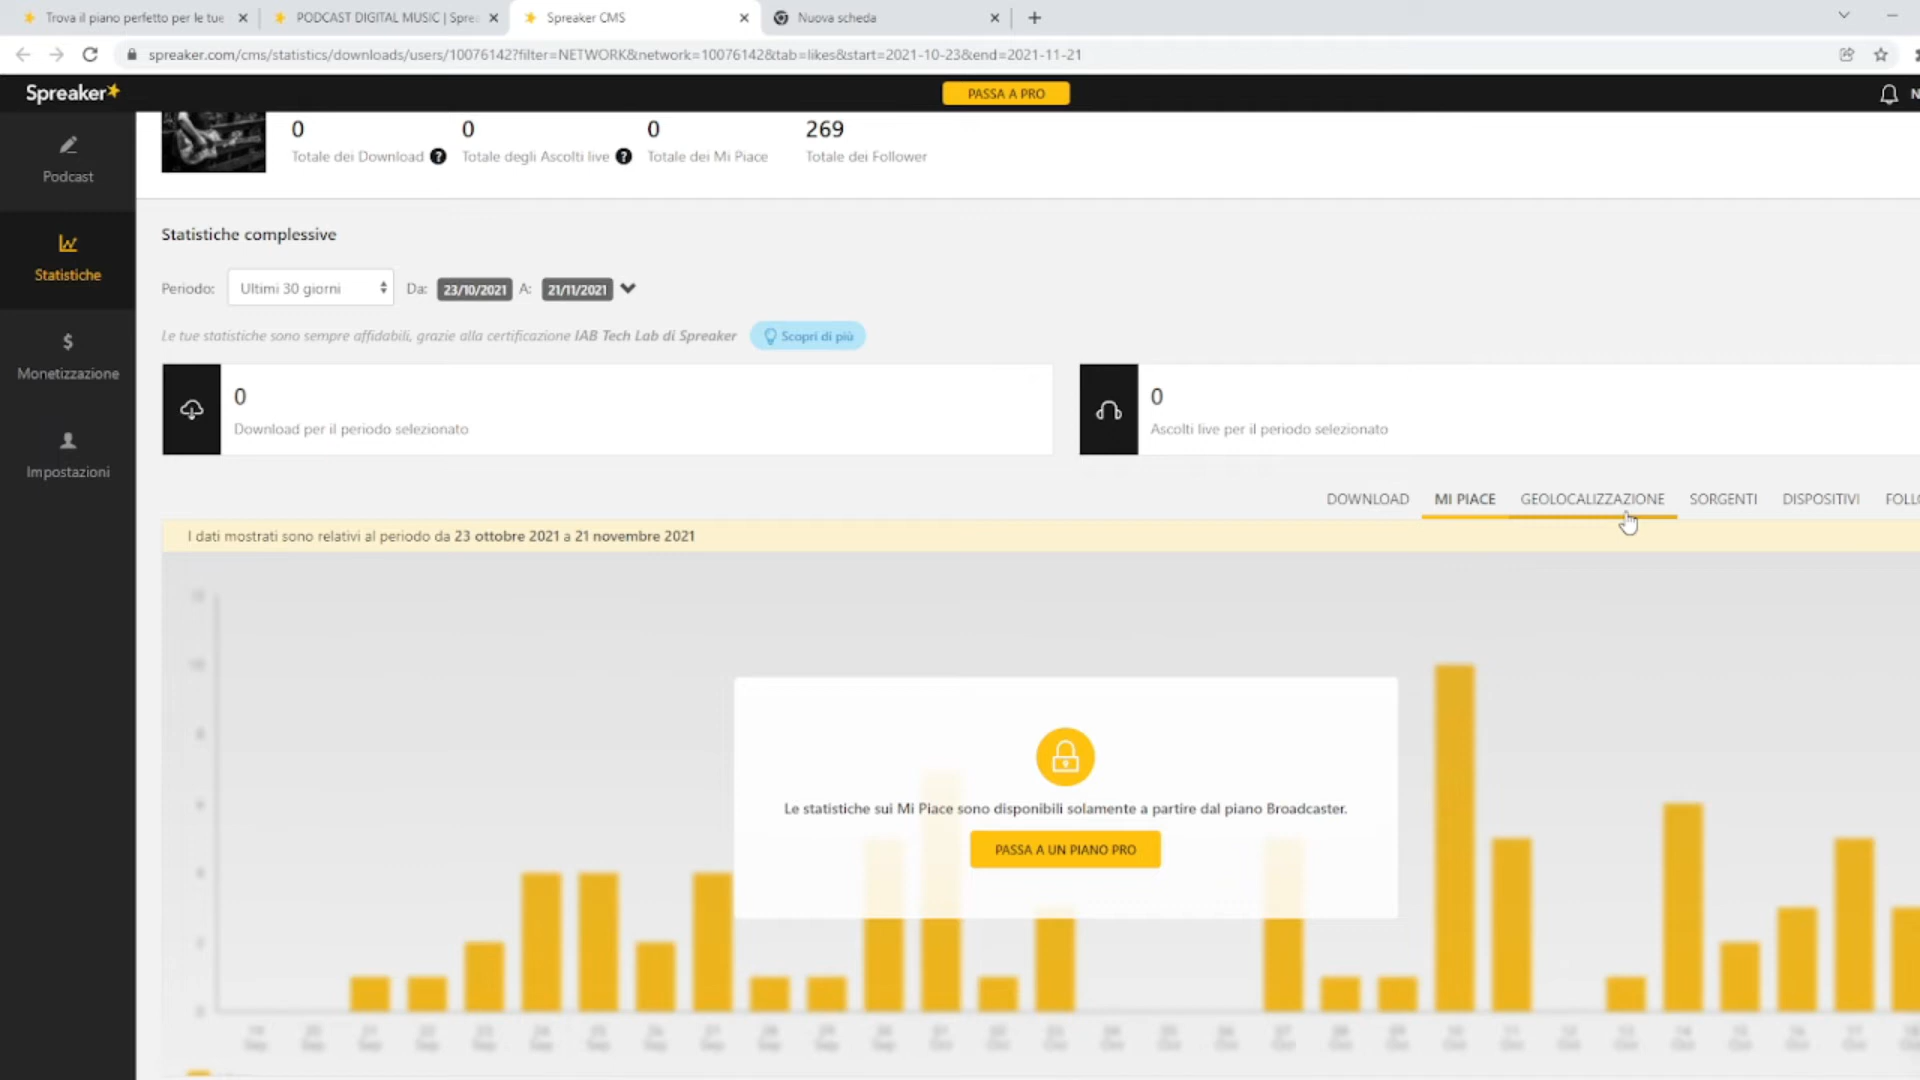 Trova il piano perfetto per le tue
PODCAST DIGITAL MUSIC | Sprea
Spreaker CMS
Nuova scheda
spreaker.com/cms/statistics/downloads/users/10076142?filter=NETWORK&network=10076142&tab=likes&start=2021-10-23&end=2021-11-21
Spreaker
PASSA A PRO
N
0 0 0 269
Totale dei Download ? Totale degli Ascolti live ? Totale dei Mi Piace Totale dei Follower
Podcast
Statistiche
Monetizzazione
Impostazioni
Statistiche complessive
Periodo: Ultimi 30 giorni Da: 23/10/2021 A: 21/11/2021
Le tue statistiche sono sempre affidabili, grazie alla certificazione IAB Tech Lab di Spreaker Scopri di più
0
Download per il periodo selezionato
0
Ascolti live per il periodo selezionato
DOWNLOAD MI PIACE GEOLOCALIZZAZIONE SORGENTI DISPOSITIVI FOLLO
I dati mostrati sono relativi al periodo da 23 ottobre 2021 a 21 novembre 2021
Le statistiche sui Mi Piace sono disponibili solamente a partire dal piano Broadcaster.
PASSA A UN PIANO PRO